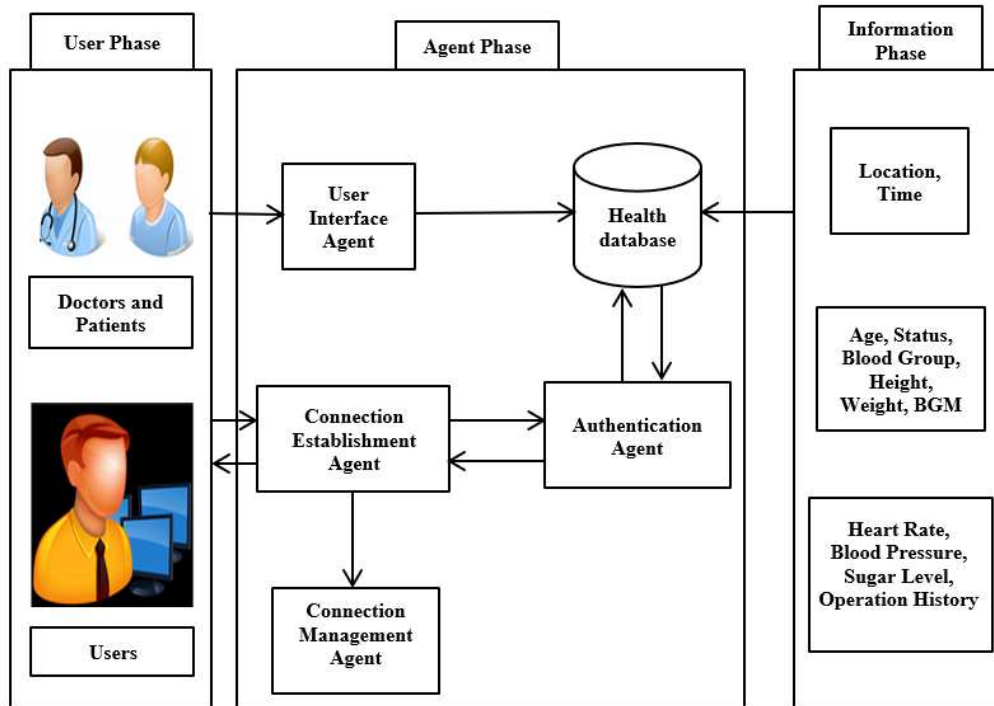 User Phase
Agent Phase
Information
Phase
User
Interface
Agent
Health
database
Location,
Time
Doctors and
Patients
Age, Status,
Blood Group,
Height,
Weight, BGM
Connection
Establishment
Agent
Authentication
Agent
Heart Rate,
Blood Pressure,
Sugar Level,
Operation History
Connection
Management
Agent
Users